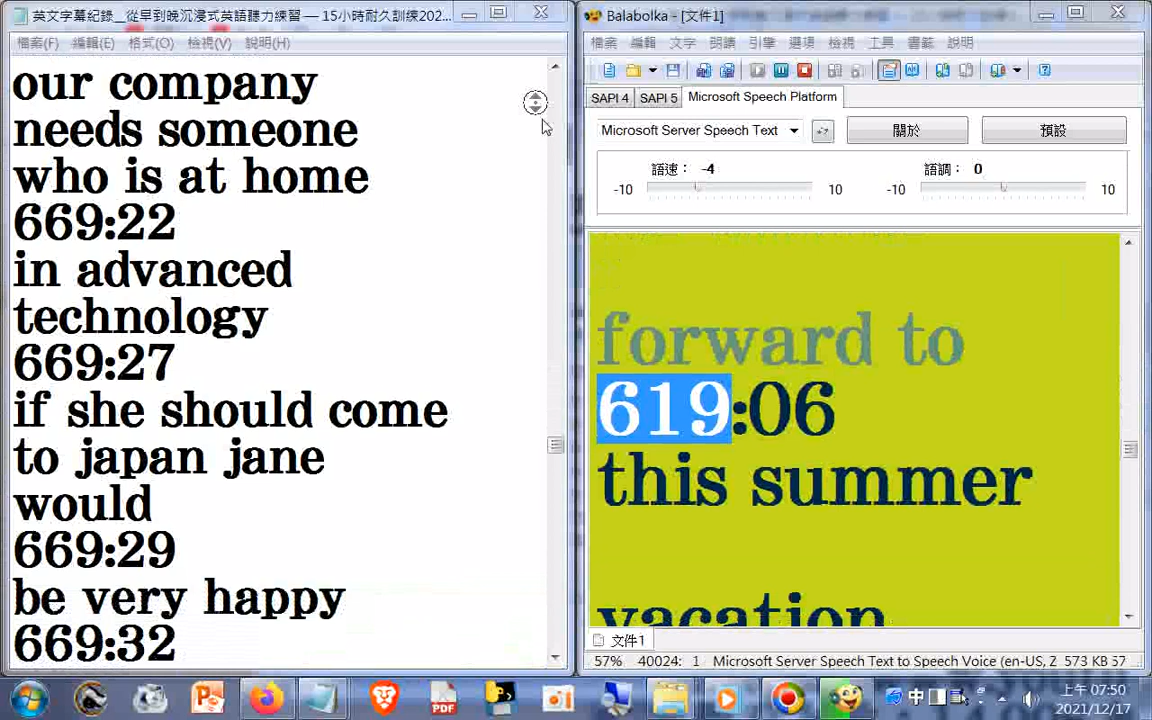 英文字幕紀錄__從早到晚沉浸式英語聽力練習 — 15小時耐久訓練202...
檔案(F) 編輯(E) 格式(O) 檢視(V) 說明(H)
our company
needs someone
who is at home
669:22
in advanced
technology
669:27
if she should come
to japan jane
would
669:29
be very happy
669:32
Balabolka - [文件1]
檔案 編輯 文字 朗讀 引擎 選項 檢視 工具 書籤 說明
SAPI 4 SAPI 5 Microsoft Speech Platform
Microsoft Server Speech Text 關於 預設
語速： -4 語調： 0
-10 10 -10 10
forward to
619:06
this summer
vacation
文件1
57% 40024: 1 Microsoft Server Speech Text to Speech Voice (en-US, 2 573 KB 57
PDF 中 上午 07:50
2021/12/17